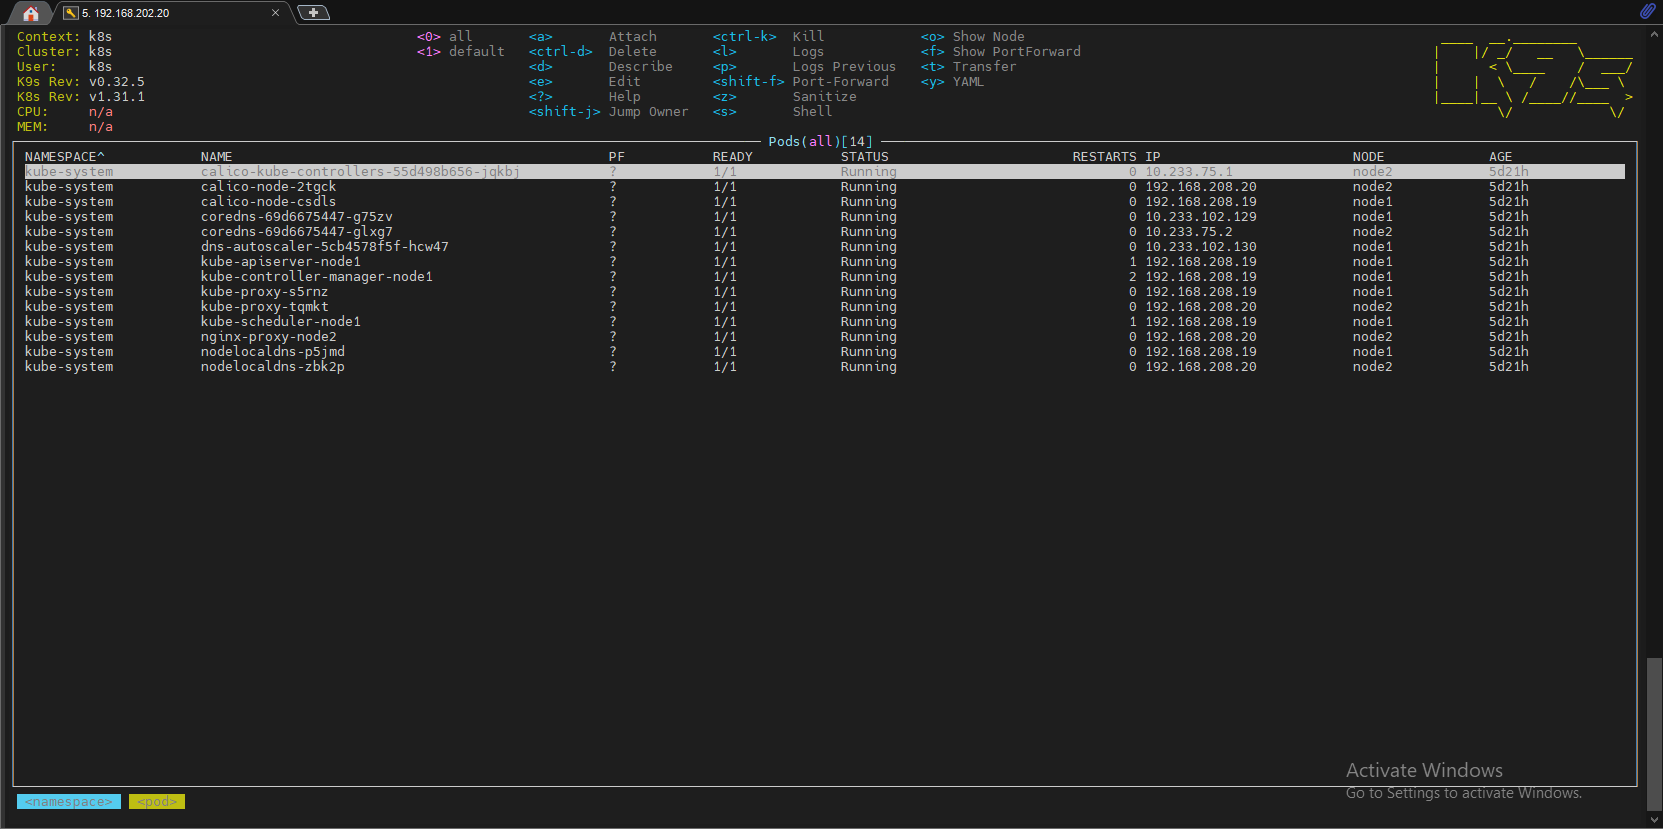 5. 192.168.202.20
Context: k8s <0> all <a> Attach <ctrl-k> Kill <o> Show Node
Cluster: k8s <1> default <ctrl-d> Delete <l> Logs <f> Show PortForward
User: k8s <d> Describe <p> Logs Previous <t> Transfer
K9s Rev: v0.32.5 <e> Edit <shift-f> Port-Forward <y> YAML
K8s Rev: v1.31.1 <?> Help <z> Sanitize
CPU: n/a <shift-j> Jump Owner <s> Shell
MEM: n/a
Pods(all)[14]
NAMESPACE^ NAME PF READY STATUS RESTARTS IP NODE AGE
kube-system calico-kube-controllers-55d498b656-jqkbj ? 1/1 Running 0 10.233.75.1 node2 5d21h
kube-system calico-node-2tgck ? 1/1 Running 0 192.168.208.20 node2 5d21h
kube-system calico-node-csdls ? 1/1 Running 0 192.168.208.19 node1 5d21h
kube-system coredns-69d6675447-g75zv ? 1/1 Running 0 10.233.102.129 node1 5d21h
kube-system coredns-69d6675447-glxg7 ? 1/1 Running 0 10.233.75.2 node2 5d21h
kube-system dns-autoscaler-5cb4578f5f-hcw47 ? 1/1 Running 0 10.233.102.130 node1 5d21h
kube-system kube-apiserver-node1 ? 1/1 Running 1 192.168.208.19 node1 5d21h
kube-system kube-controller-manager-node1 ? 1/1 Running 2 192.168.208.19 node1 5d21h
kube-system kube-proxy-s5rnz ? 1/1 Running 0 192.168.208.19 node1 5d21h
kube-system kube-proxy-tqmkt ? 1/1 Running 0 192.168.208.20 node2 5d21h
kube-system kube-scheduler-node1 ? 1/1 Running 1 192.168.208.19 node1 5d21h
kube-system nginx-proxy-node2 ? 1/1 Running 0 192.168.208.20 node2 5d21h
kube-system nodelocaldns-p5jmd ? 1/1 Running 0 192.168.208.19 node1 5d21h
kube-system nodelocaldns-zbk2p ? 1/1 Running 0 192.168.208.20 node2 5d21h
Activate Windows
Go to Settings to activate Windows.
<namespace> <pod>